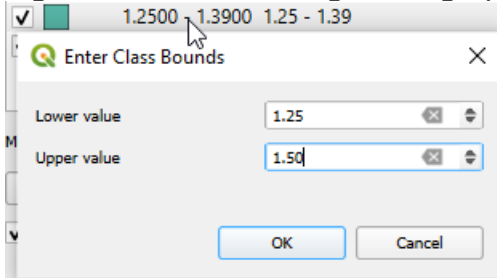 1.2500 - 1.3900 1.25 - 1.39
Enter Class Bounds
Lower value 1.25
Upper value 1.50
M
OK Cancel